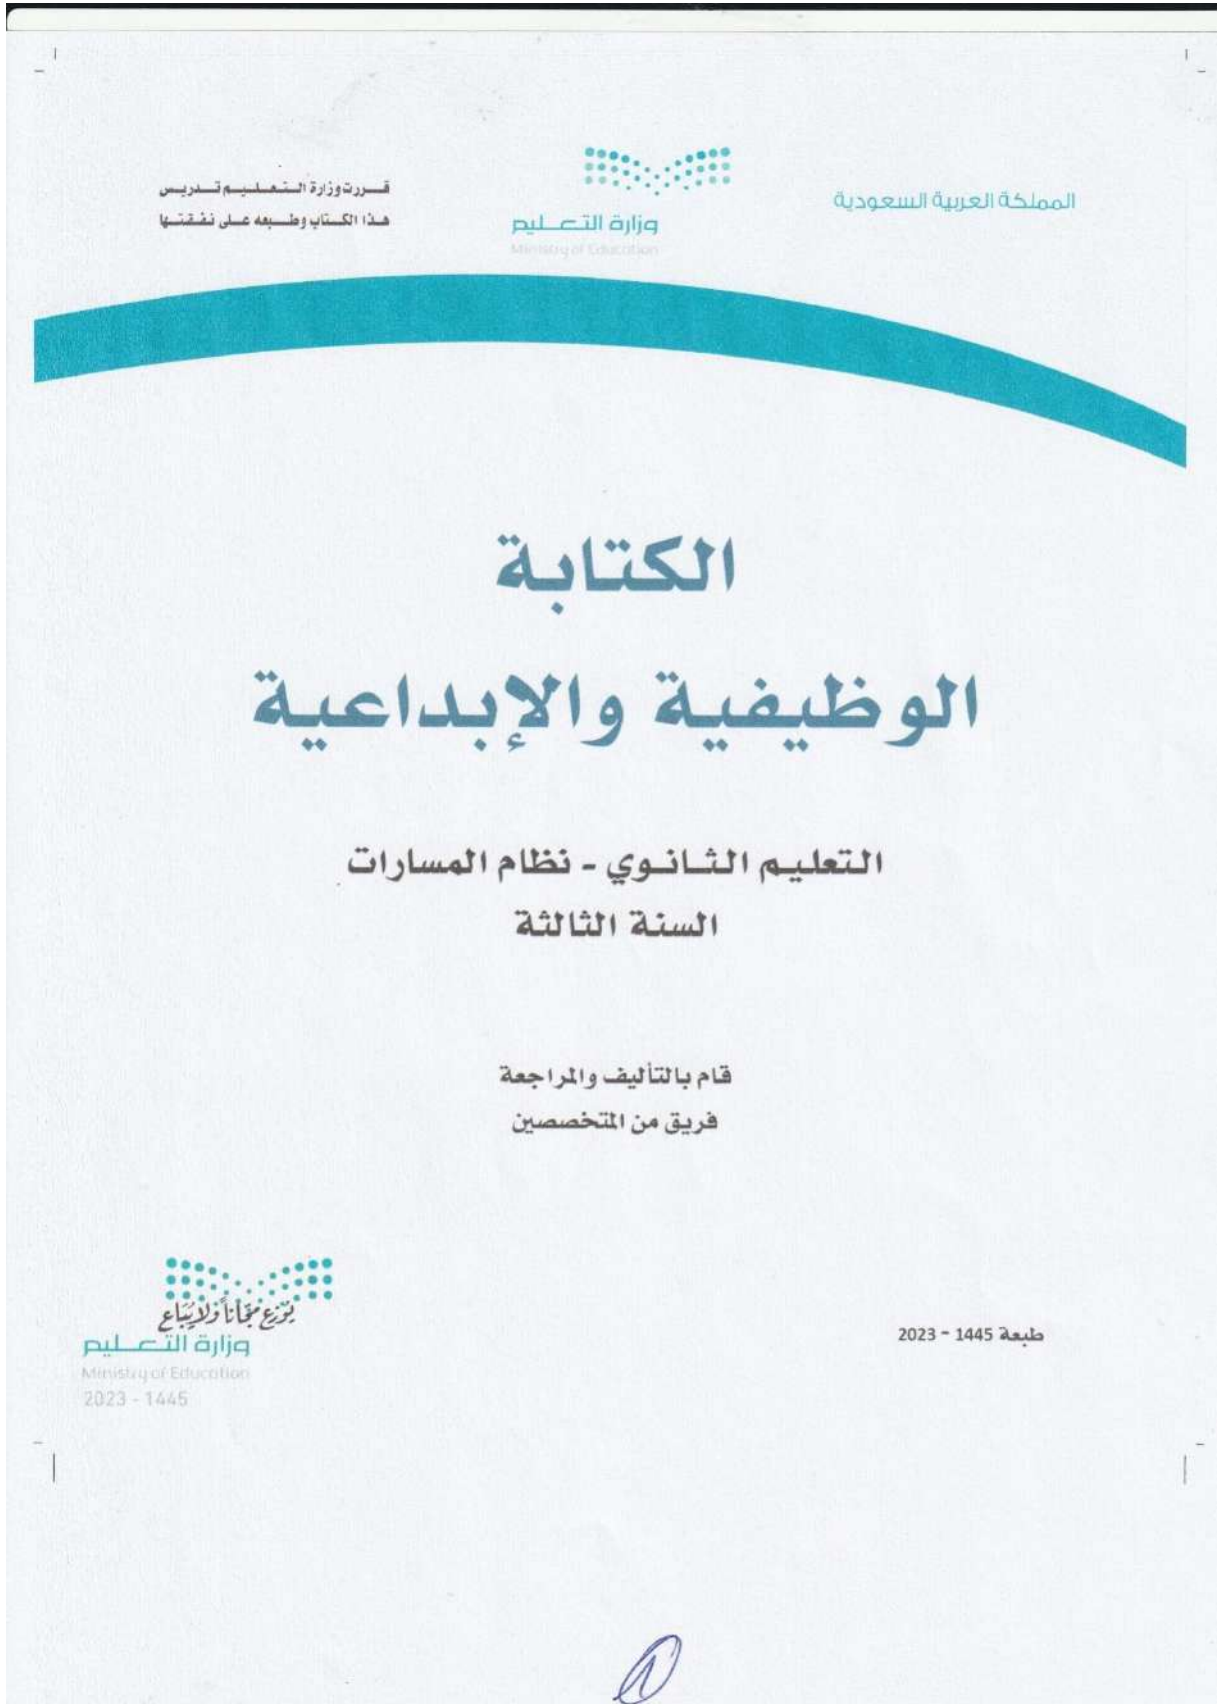 المملكة العربية السعودية
وزارة التعليم
Ministry of Education
قررت وزارة التعليم تدريس
هذا الكتاب وطبعه على نفقتها
الكتابة
الوظيفية والإبداعية
التعليم الثانوي - نظام المسارات
السنة الثالثة
قام بالتأليف والمراجعة
فريق من المتخصصين
طبعة 1445 - 2023
يوزع مجاناً ولا يباع
وزارة التعليم
Ministry of Education
2023 - 1445